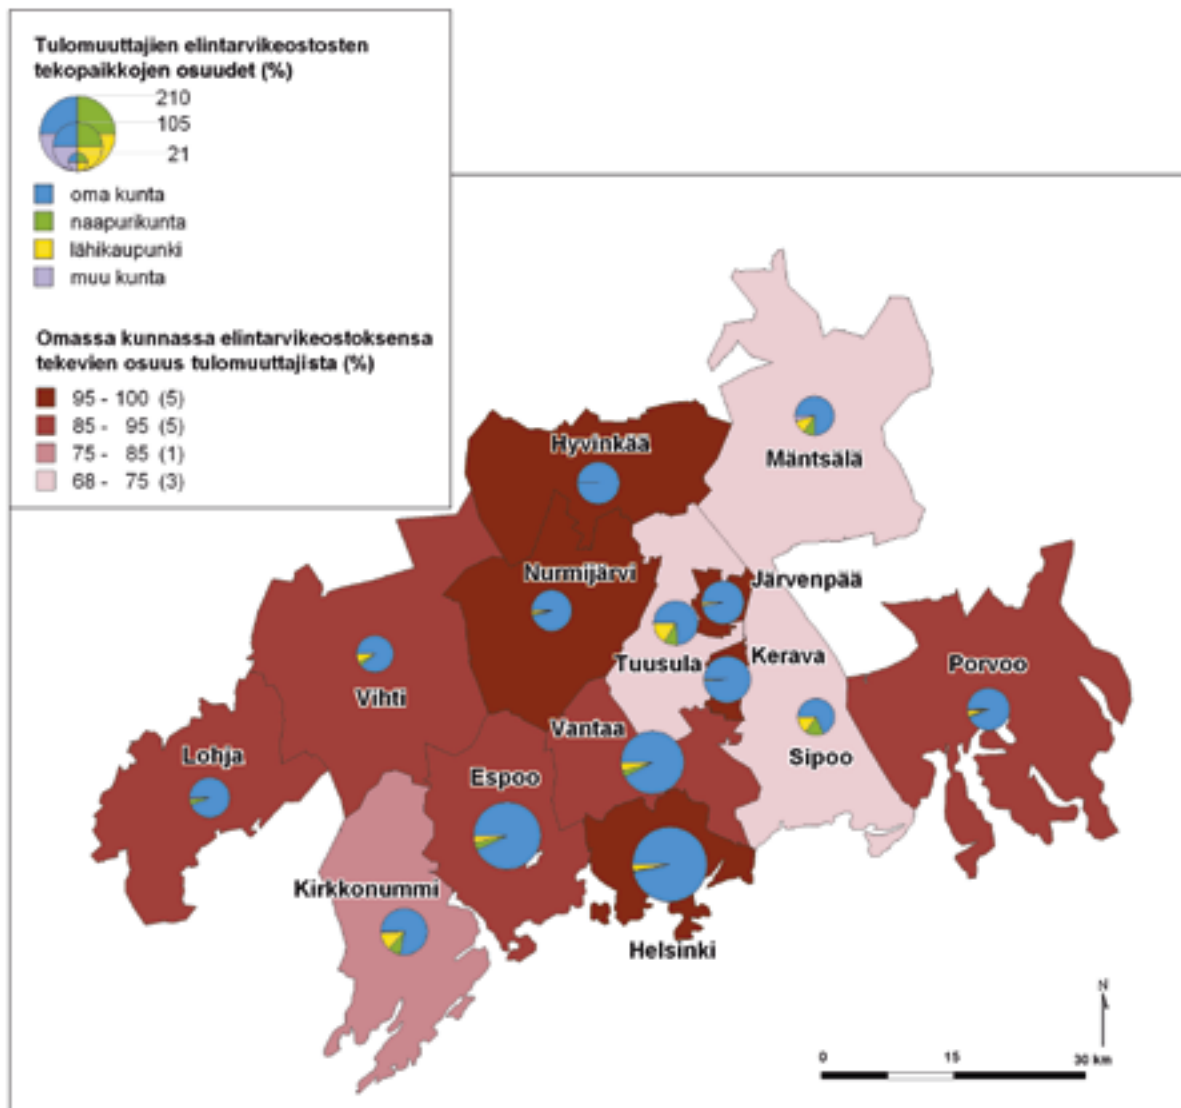 Tulomuuttajien elintarvikeostosten
tekopaikkojen osuudet (%)
210
105
21
oma kunta
naapurikunta
lähikaupunki
muu kunta
Omassa kunnassa elintarvikeostoksensa
tekevien osuus tulomuuttajista (%)
95 - 100 (5)
85 - 95 (5)
75 - 85 (1)
68 - 75 (3)
Hyvinkää
Mäntsälä
Nurmijärvi
Järvenpää
Tuusula
Kerava
Porvoo
Vihti
Vantaa
Lohja
Espoo
Sipoo
Kirkkonummi
Helsinki
N
0 15 30 km